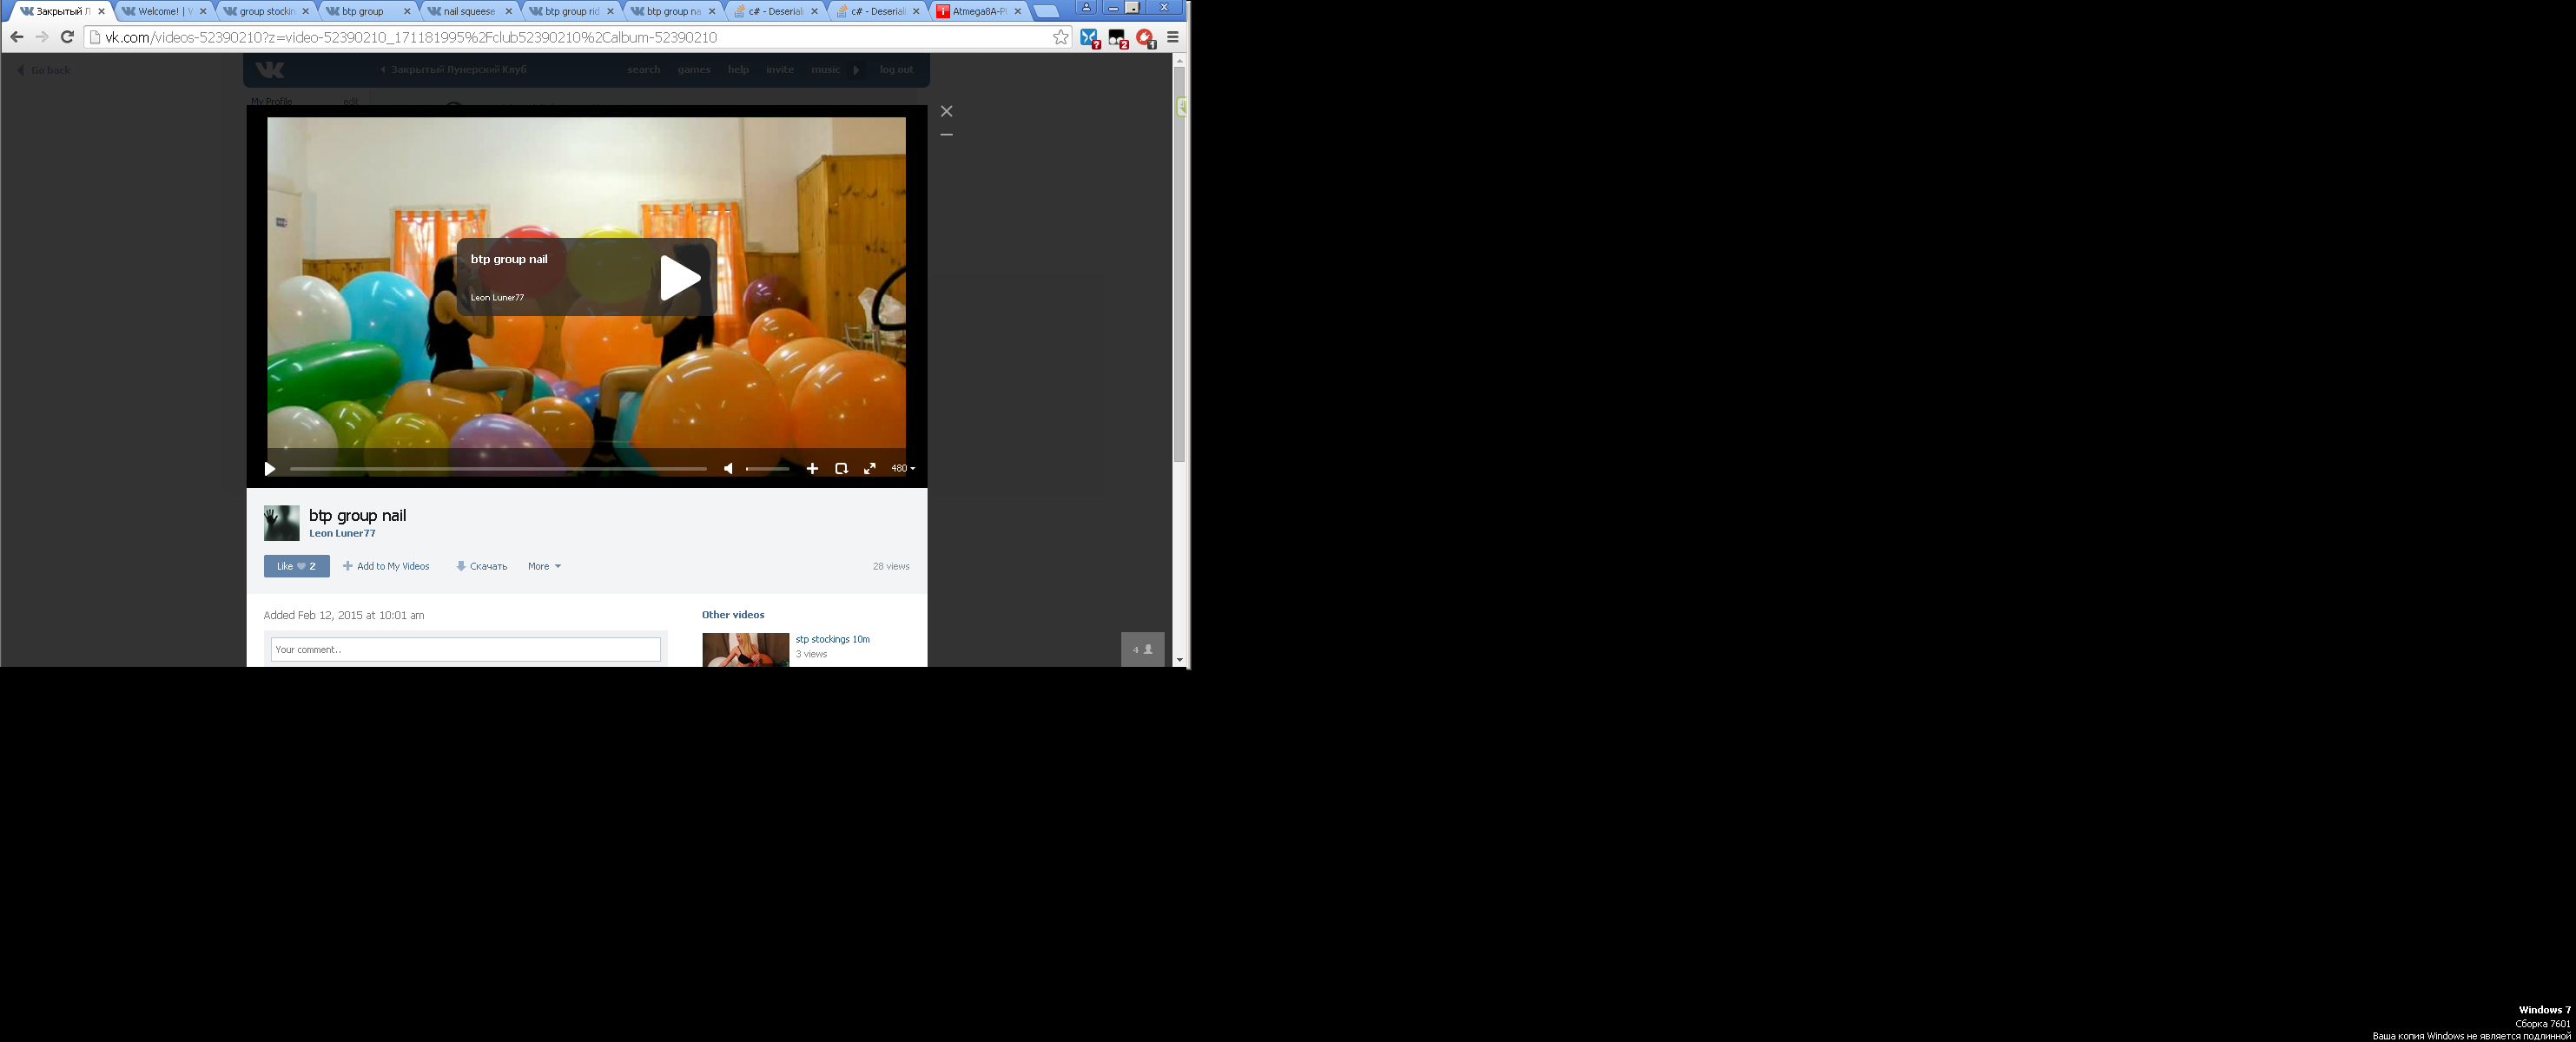 Закрытый Л
Welcome! | V
group stockin
btp group
nail squeese
btp group rid
btp group na
c# - Deseriali
c# - Deseriali
Atmega8A-PU
vk.com/videos-52390210?z=video-52390210_171181995%2Fclub52390210%2Calbum-52390210
? 2 1
Go back
Закрытый Лунерский Клуб
search games help invite music log out
My Profile edit
btp group nail
Leon Luner77
480
btp group nail
Leon Luner77
Like 2 Add to My Videos Скачать More 28 views
Added Feb 12, 2015 at 10:01 am
Other videos
Your comment..
stp stockings 10m
3 views
4
Windows 7
Сборка 7601
Ваша копия Windows не является подлинной